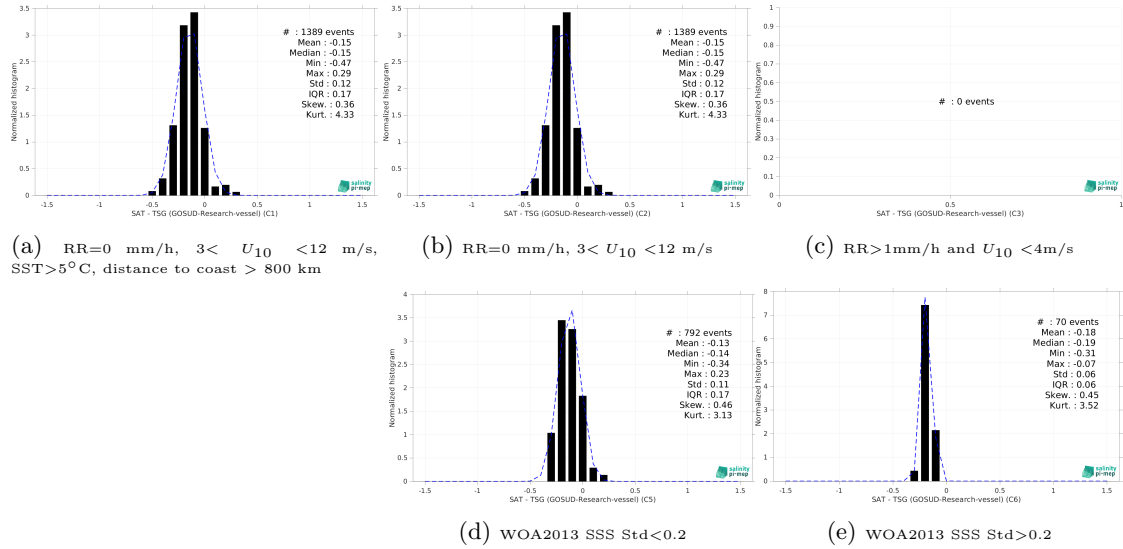 3.5
3
2.5
2
1.5
1
0.5
0
-1.5 -1 -0.5 0 0.5 1 1.5
Normalized histogram
SAT - TSG (GOSUD-Research-vessel) (C1)
# : 1389 events
Mean : -0.15
Median : -0.15
Min : -0.47
Max : 0.29
Std : 0.12
IQR : 0.17
Skew. : 0.36
Kurt. : 4.33
salinity
pi-mep
(a) RR=0 mm/h, 3< U10 <12 m/s,
SST>5°C, distance to coast > 800 km
3.5
3
2.5
2
1.5
1
0.5
0
-1.5 -1 -0.5 0 0.5 1 1.5
Normalized histogram
SAT - TSG (GOSUD-Research-vessel) (C2)
# : 1389 events
Mean : -0.15
Median : -0.15
Min : -0.47
Max : 0.29
Std : 0.12
IQR : 0.17
Skew. : 0.36
Kurt. : 4.33
salinity
pi-mep
(b) RR=0 mm/h, 3< U10 <12 m/s
1
0.9
0.8
0.7
0.6
0.5
0.4
0.3
0.2
0.1
0
0 0.5 1
Normalized histogram
SAT - TSG (GOSUD-Research-vessel) (C3)
# : 0 events
salinity
pi-mep
(c) RR>1mm/h and U10 <4m/s
4
3.5
3
2.5
2
1.5
1
0.5
0
-1.5 -1 -0.5 0 0.5 1 1.5
Normalized histogram
SAT - TSG (GOSUD-Research-vessel) (C5)
# : 792 events
Mean : -0.13
Median : -0.14
Min : -0.34
Max : 0.23
Std : 0.11
IQR : 0.17
Skew. : 0.46
Kurt. : 3.13
salinity
pi-mep
(d) WOA2013 SSS Std<0.2
8
7
6
5
4
3
2
1
0
-1.5 -1 -0.5 0 0.5 1 1.5
Normalized histogram
SAT - TSG (GOSUD-Research-vessel) (C6)
# : 70 events
Mean : -0.18
Median : -0.19
Min : -0.31
Max : -0.07
Std : 0.06
IQR : 0.06
Skew. : 0.45
Kurt. : 3.52
salinity
pi-mep
(e) WOA2013 SSS Std>0.2